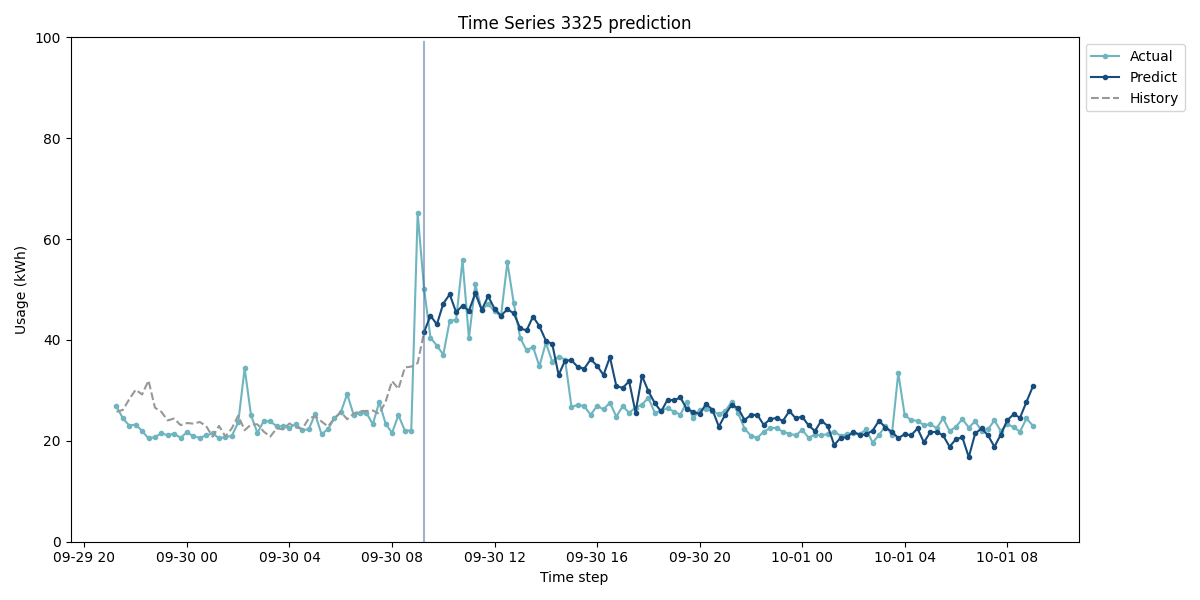 Time Series 3325 prediction
Actual
Predict
History
100
80
60
40
20
0
Usage (kWh)
09-29 20
09-30 00
09-30 04
09-30 08
09-30 12
09-30 16
09-30 20
10-01 00
10-01 04
10-01 08
Time step